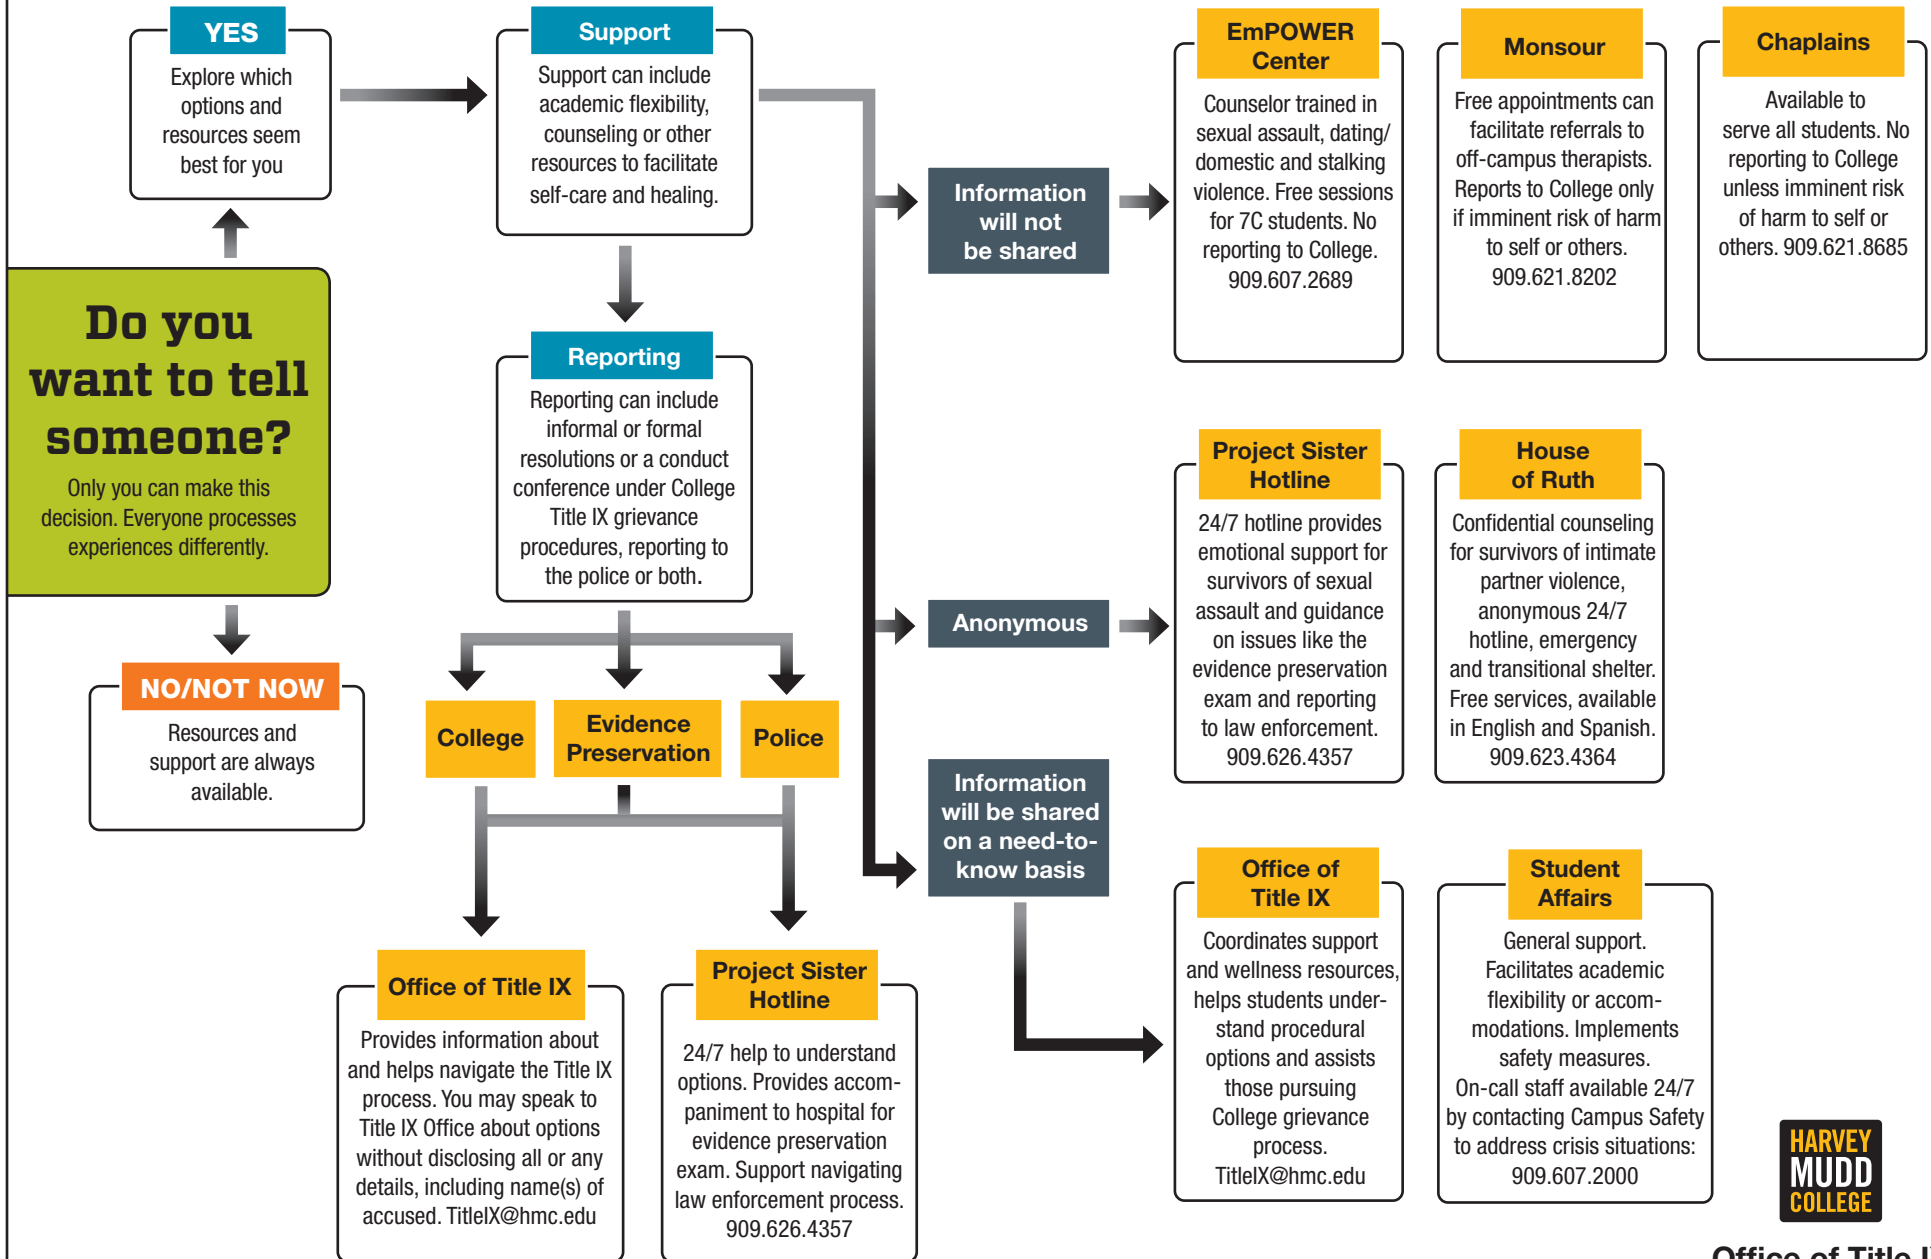 YES
Explore which
options and
resources seem
best for you
Do you
want to tell
someone?
Only you can make this
decision. Everyone processes
experiences differently.
NO/NOT NOW
Resources and
support are always
available.
Support
Support can include
academic flexibility,
counseling or other
resources to facilitate
self-care and healing.
Reporting
Reporting can include
informal or formal
resolutions or a conduct
conference under College
Title IX grievance
procedures, reporting to
the police or both.
College
Evidence
Preservation
Police
Office of Title IX
Provides information about
and helps navigate the Title IX
process. You may speak to
Title IX Office about options
without disclosing all or any
details, including name(s) of
accused. TitleIX@hmc.edu
Project Sister
Hotline
24/7 help to understand
options. Provides accom-
paniment to hospital for
evidence preservation
exam. Support navigating
law enforcement process.
909.626.4357
Information
will not
be shared
EmPOWER
Center
Counselor trained in
sexual assault, dating/
domestic and stalking
violence. Free sessions
for 7C students. No
reporting to College.
909.607.2689
Monsour
Free appointments can
facilitate referrals to
off-campus therapists.
Reports to College only
if imminent risk of harm
to self or others.
909.621.8202
Chaplains
Available to
serve all students. No
reporting to College
unless imminent risk
of harm to self or
others. 909.621.8685
Anonymous
Project Sister
Hotline
24/7 hotline provides
emotional support for
survivors of sexual
assault and guidance
on issues like the
evidence preservation
exam and reporting
to law enforcement.
909.626.4357
House
of Ruth
Confidential counseling
for survivors of intimate
partner violence,
anonymous 24/7
hotline, emergency
and transitional shelter.
Free services, available
in English and Spanish.
909.623.4364
Information
will be shared
on a need-to-
know basis
Office of
Title IX
Coordinates support
and wellness resources,
helps students under-
stand procedural
options and assists
those pursuing
College grievance
process.
TitleIX@hmc.edu
Student
Affairs
General support.
Facilitates academic
flexibility or accom-
modations. Implements
safety measures.
On-call staff available 24/7
by contacting Campus Safety
to address crisis situations:
909.607.2000
HARVEY
MUDD
COLLEGE
Office of Title